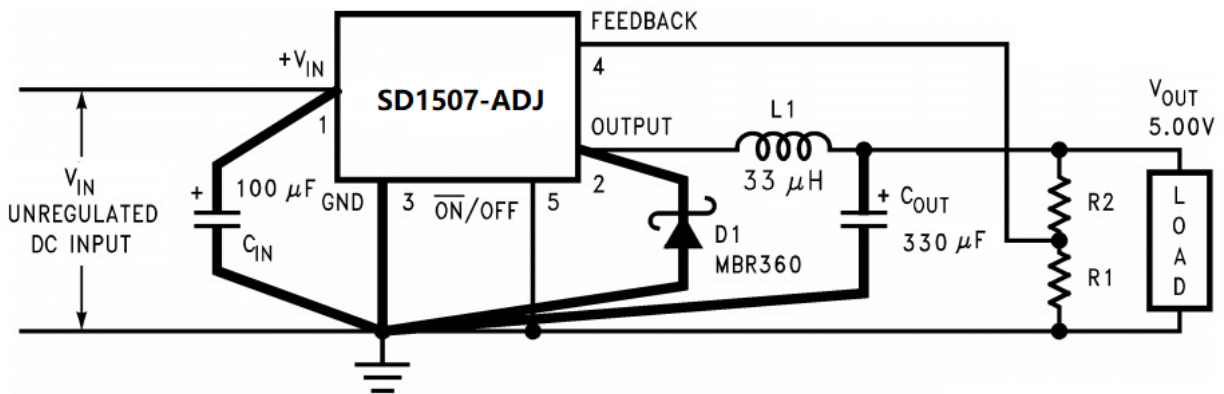 FEEDBACK
4
+VIN
1
SD1507-ADJ
OUTPUT
2
L1
33 μH
VOUT
5.00V
VIN
UNREGULATED
DC INPUT
+
100 μF
CIN
GND
3
ON/OFF
5
D1
MBR360
+ COUT
330 μF
R2
R1
LOAD